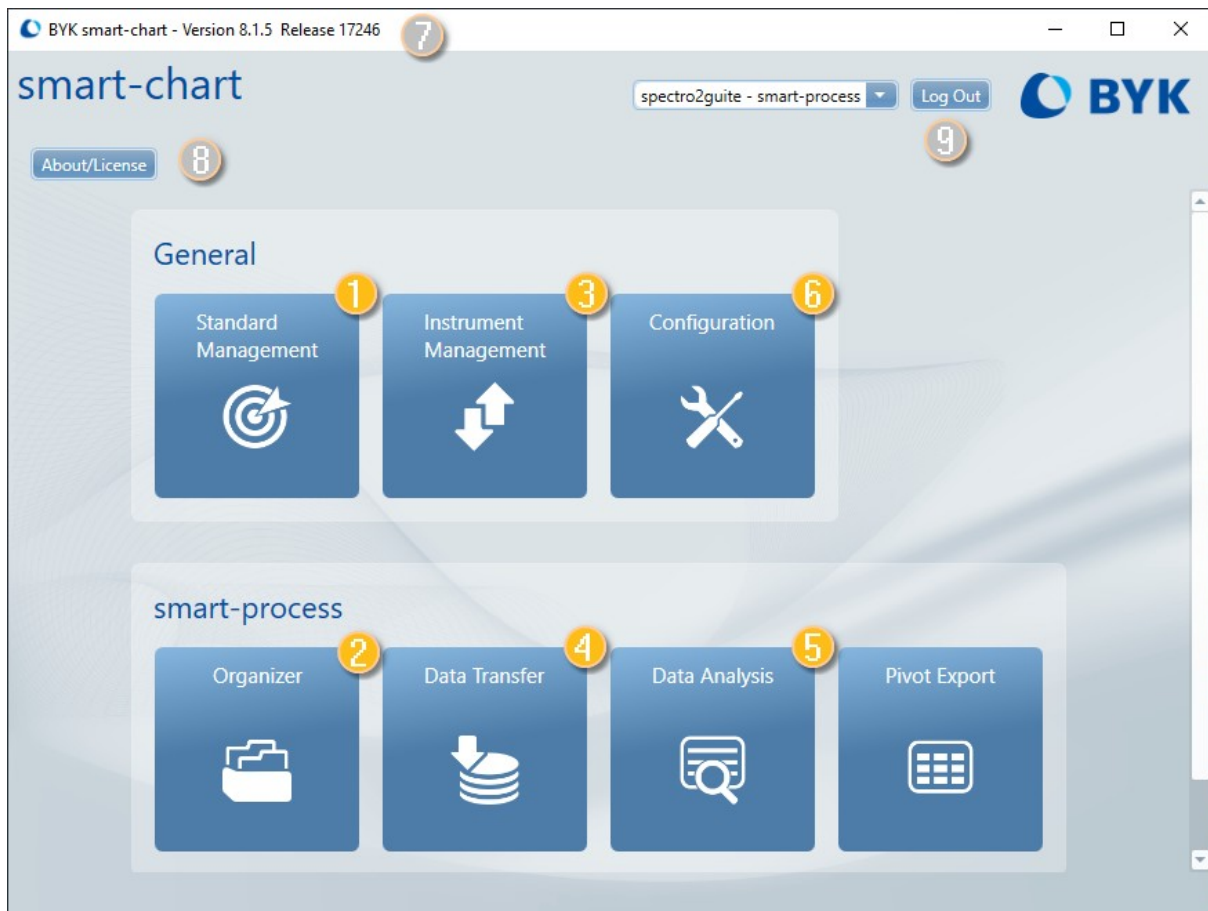 BYK smart-chart - Version 8.1.5 Release 17246
7
smart-chart
spectro2guite - smart-process
Log Out
BYK
9
About/License
8
General
1
3
6
Standard
Management
Instrument
Management
Configuration
smart-process
2
4
5
Organizer
Data Transfer
Data Analysis
Pivot Export